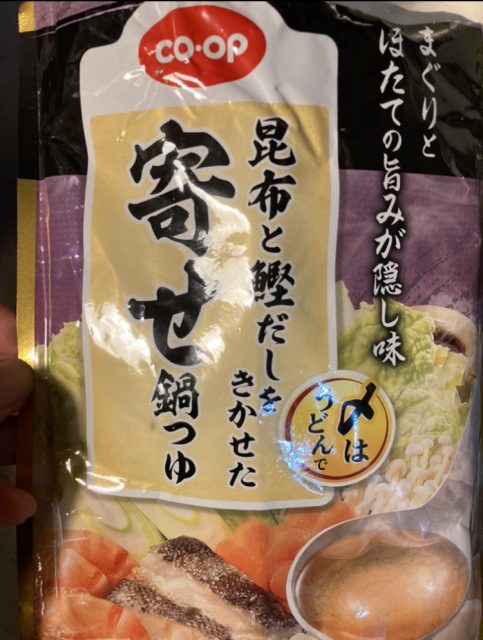 co·op
まぐりと
ほたての旨みが隠し味
昆布と鰹だしを
きかせた
寄せ
鍋つゆ
〆は
うどんで